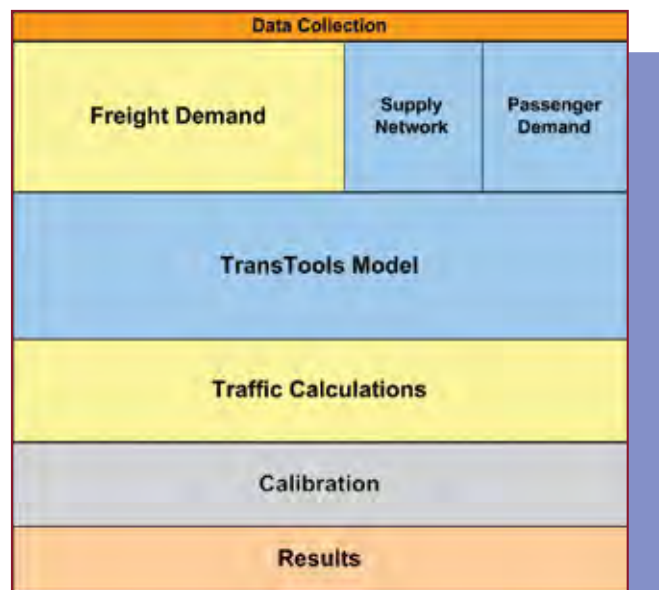 Data Collection
Freight Demand
Supply
Network
Passenger
Demand
TransTools Model
Traffic Calculations
Calibration
Results